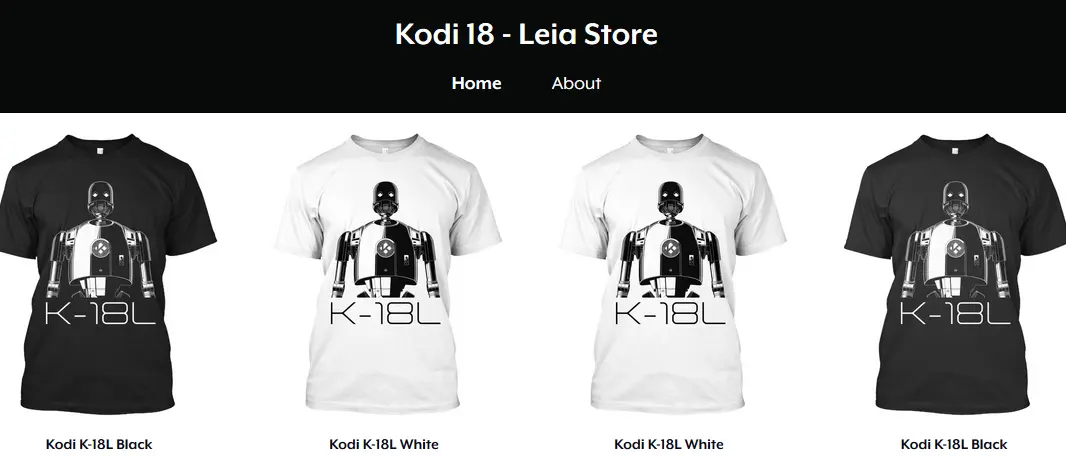 Kodi 18 - Leia Store
Home About
K-18L K-18L K-18L K-18L
Kodi K-18L Black Kodi K-18L White Kodi K-18L White Kodi K-18L Black